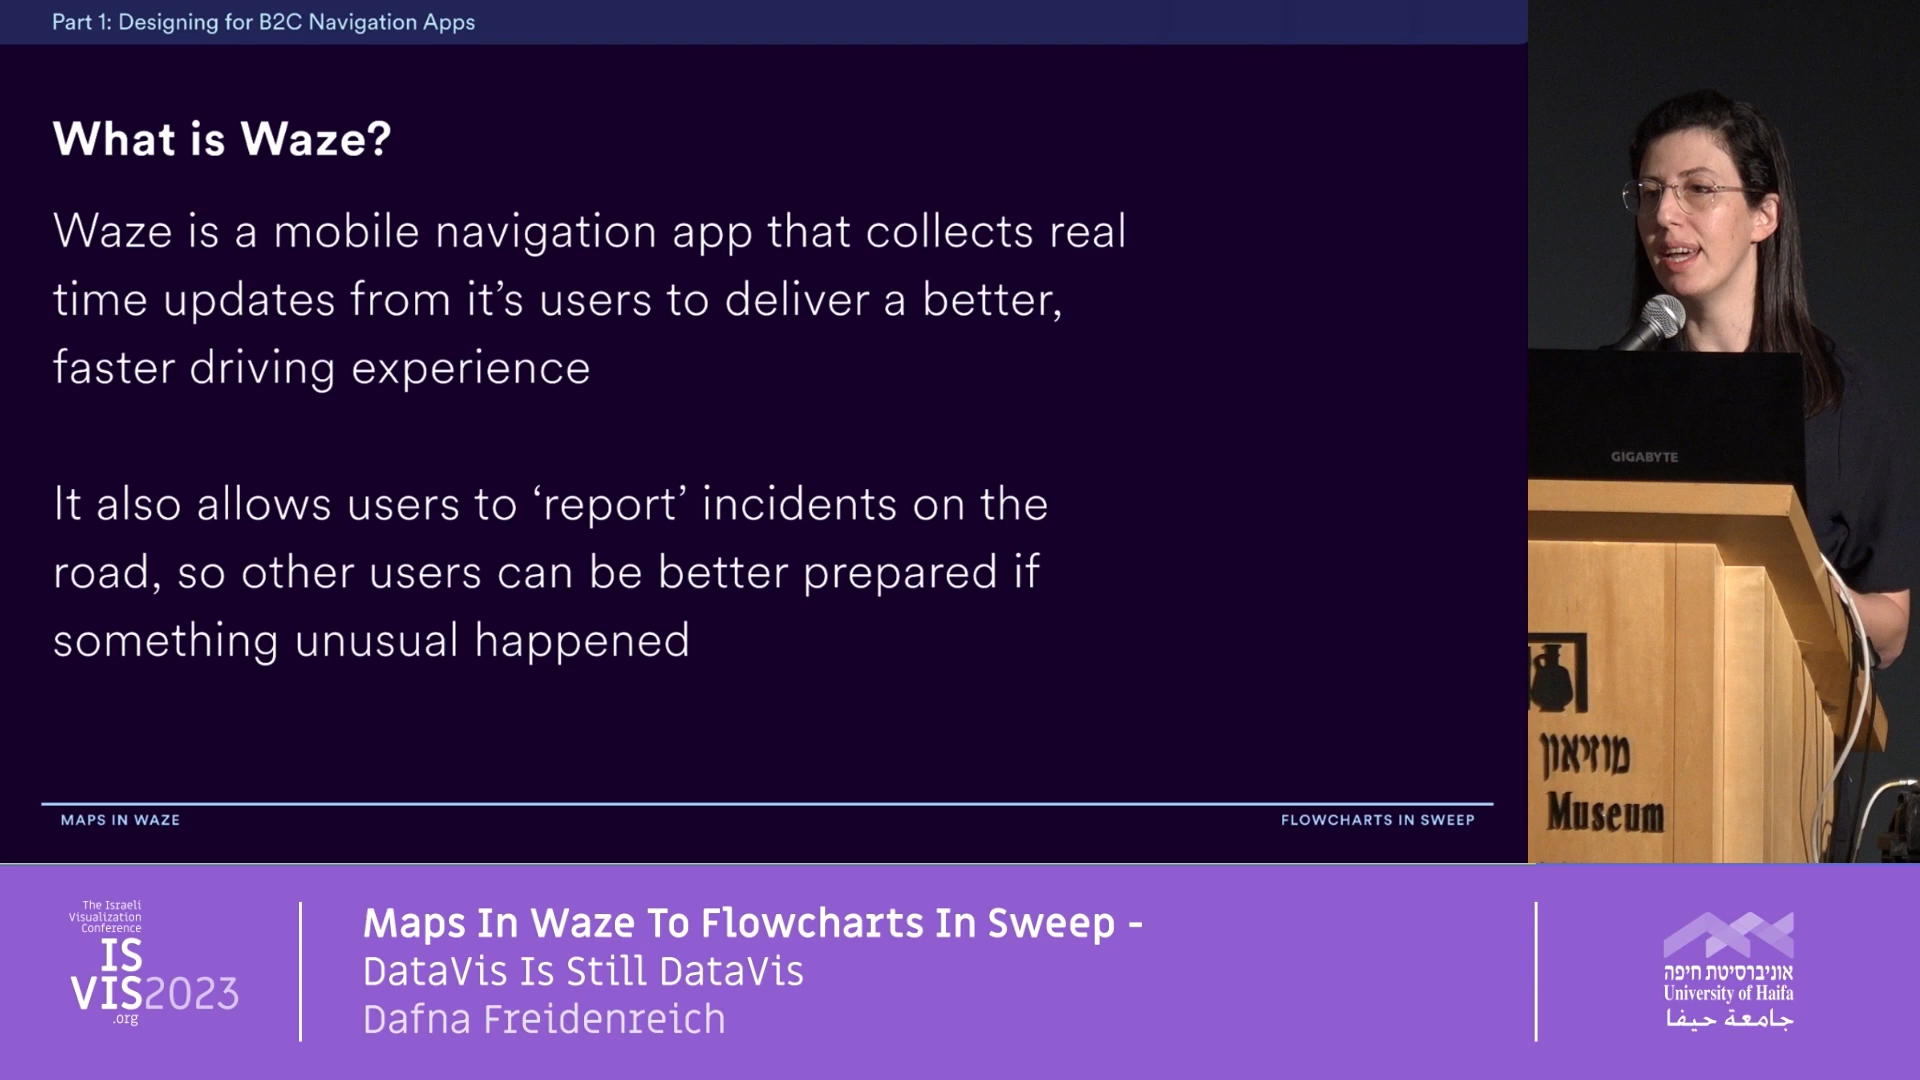 Part 1: Designing for B2C Navigation Apps
What is Waze?
Waze is a mobile navigation app that collects real
time updates from it’s users to deliver a better,
faster driving experience
It also allows users to ‘report’ incidents on the
road, so other users can be better prepared if
something unusual happened
MAPS IN WAZE
FLOWCHARTS IN SWEEP
GIGABYTE
מוזיאון
Museum
The Israeli
Visualization
Conference
IS
VIS2023
.org
Maps In Waze To Flowcharts In Sweep -
DataVis Is Still DataVis
Dafna Freidenreich
אוניברסיטת חיפה
University of Haifa
جامعة حيفا